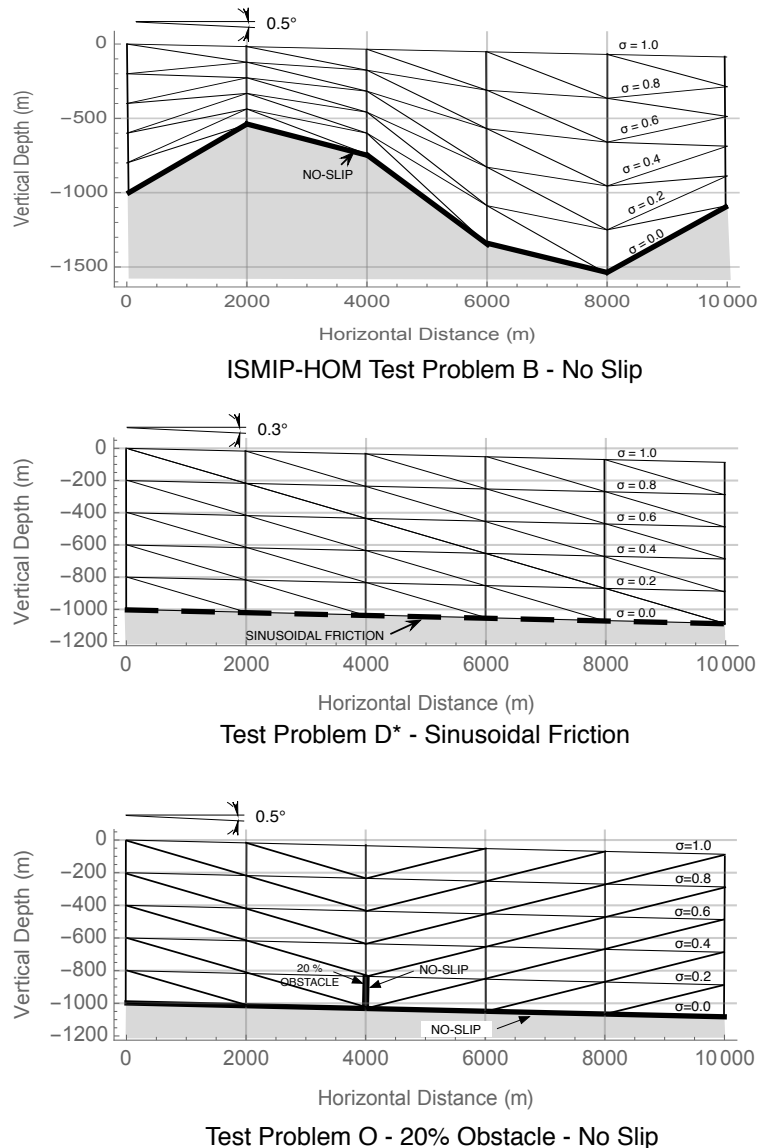 0.5°
0
−500
−1000
−1500
Vertical Depth (m)
σ = 1.0
σ = 0.8
σ = 0.6
σ = 0.4
σ = 0.2
σ = 0.0
NO-SLIP
0 2000 4000 6000 8000 10 000
Horizontal Distance (m)
ISMIP-HOM Test Problem B - No Slip
0.3°
0
−200
−400
−600
−800
−1000
−1200
Vertical Depth (m)
σ = 1.0
σ = 0.8
σ = 0.6
σ = 0.4
σ = 0.2
σ = 0.0
SINUSOIDAL FRICTION
0 2000 4000 6000 8000 10 000
Horizontal Distance (m)
Test Problem D* - Sinusoidal Friction
0.5°
0
−200
−400
−600
−800
−1000
−1200
Vertical Depth (m)
σ=1.0
σ=0.8
σ=0.6
σ=0.4
σ=0.2
σ=0.0
20 %
OBSTACLE
NO-SLIP
NO-SLIP
0 2000 4000 6000 8000 10 000
Horizontal Distance (m)
Test Problem O - 20% Obstacle - No Slip